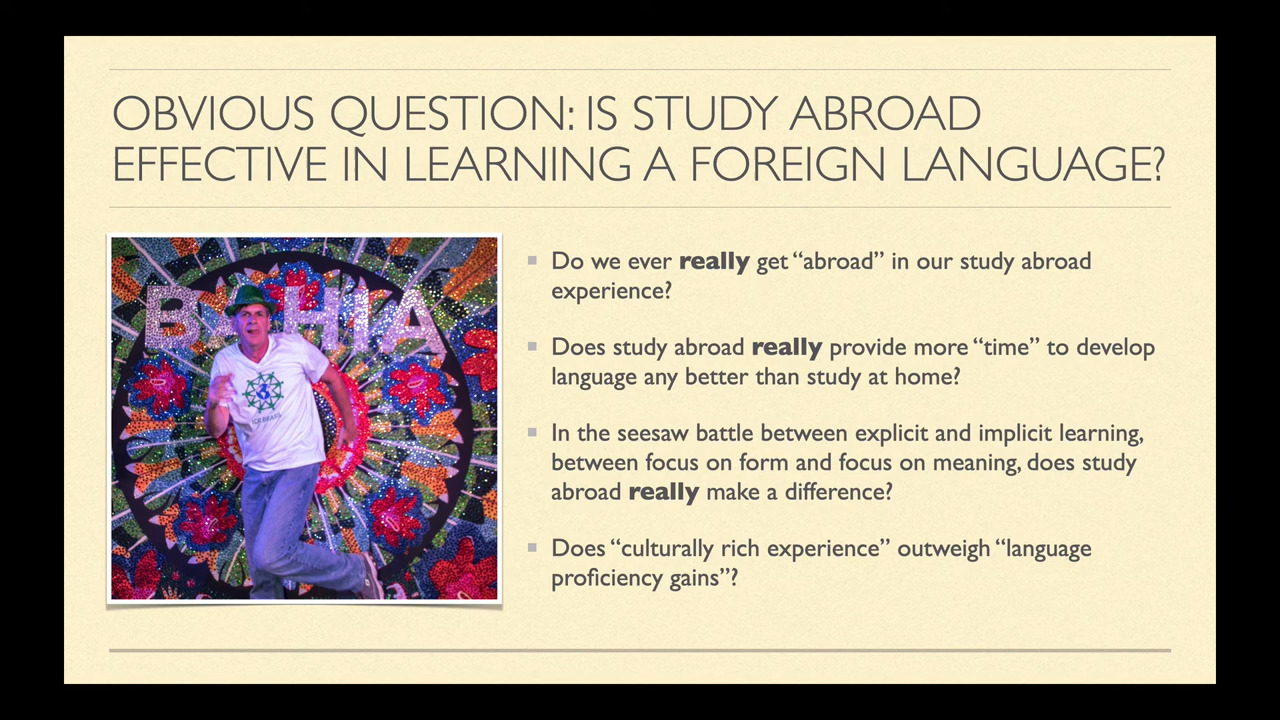 OBVIOUS QUESTION: IS STUDY ABROAD
EFFECTIVE IN LEARNING A FOREIGN LANGUAGE?
BAHIA
Do we ever really get “abroad” in our study abroad
experience?
Does study abroad really provide more “time” to develop
language any better than study at home?
In the seesaw battle between explicit and implicit learning,
between focus on form and focus on meaning, does study
abroad really make a difference?
Does “culturally rich experience” outweigh “language
proficiency gains”?